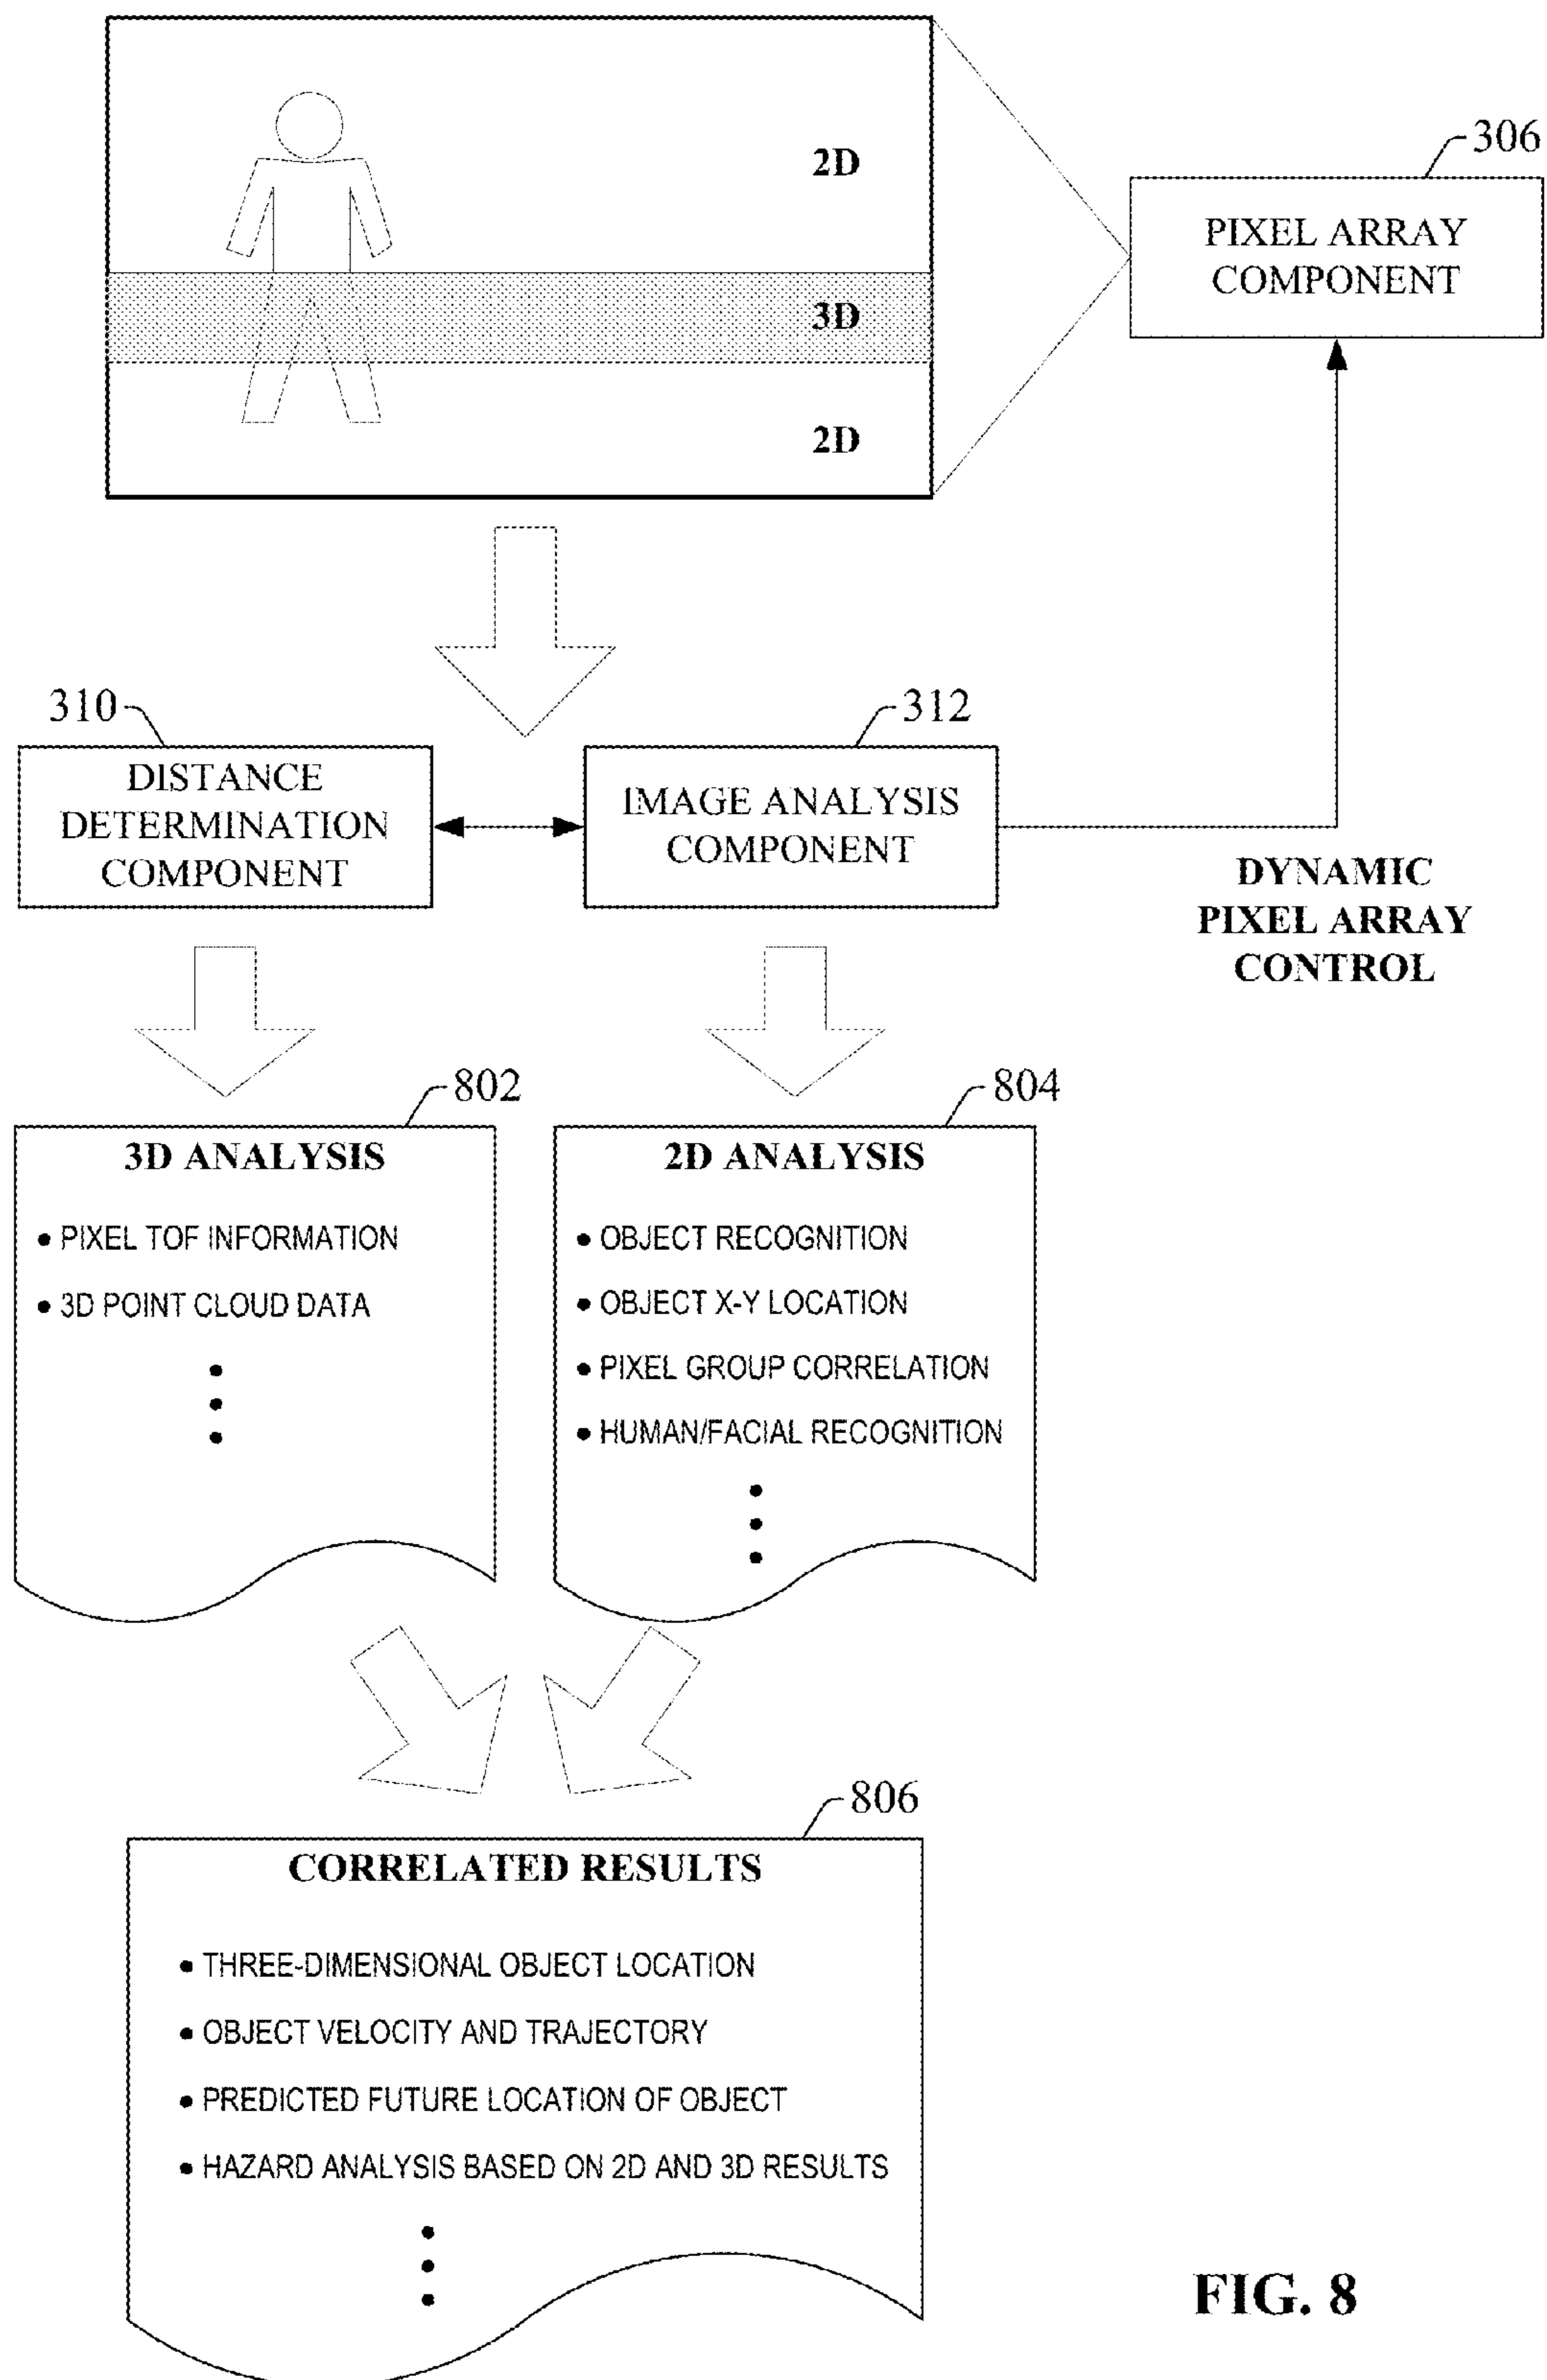 2D
306
PIXEL ARRAY
COMPONENT
3D
2D
310
312
DISTANCE
DETERMINATION
COMPONENT
IMAGE ANALYSIS
COMPONENT
DYNAMIC
PIXEL ARRAY
CONTROL
802
804
3D ANALYSIS
• PIXEL TOF INFORMATION
• 3D POINT CLOUD DATA
2D ANALYSIS
• OBJECT RECOGNITION
• OBJECT X-Y LOCATION
• PIXEL GROUP CORRELATION
• HUMAN/FACIAL RECOGNITION
806
CORRELATED RESULTS
• THREE-DIMENSIONAL OBJECT LOCATION
• OBJECT VELOCITY AND TRAJECTORY
• PREDICTED FUTURE LOCATION OF OBJECT
• HAZARD ANALYSIS BASED ON 2D AND 3D RESULTS
FIG. 8